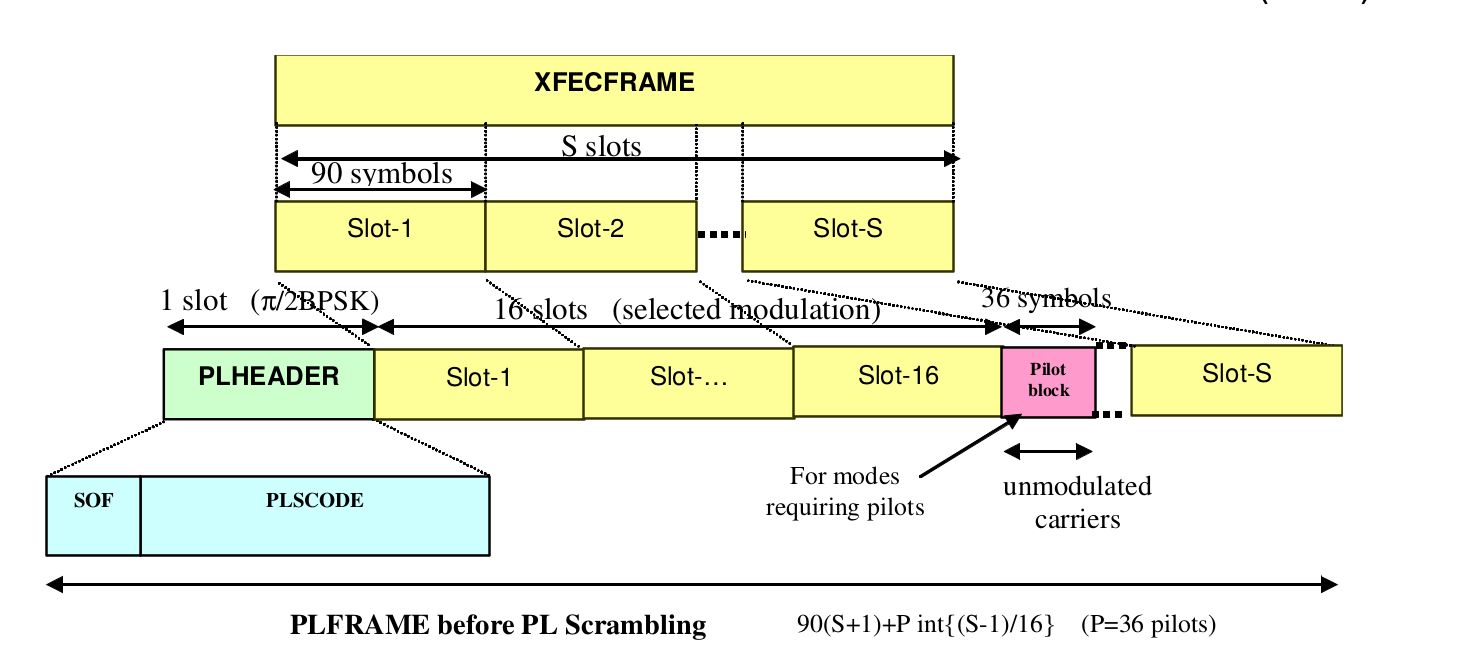 XFECFRAME
S slots
90 symbols
Slot-1
Slot-2
Slot-S
1 slot (π/2BPSK)
16 slots (selected modulation)
36 symbols
PLHEADER
Slot-1
Slot-...
Slot-16
Pilot
block
Slot-S
For modes
requiring pilots
unmodulated
carriers
SOF
PLSCODE
PLFRAME before PL Scrambling
90(S+1)+P int{(S-1)/16} (P=36 pilots)